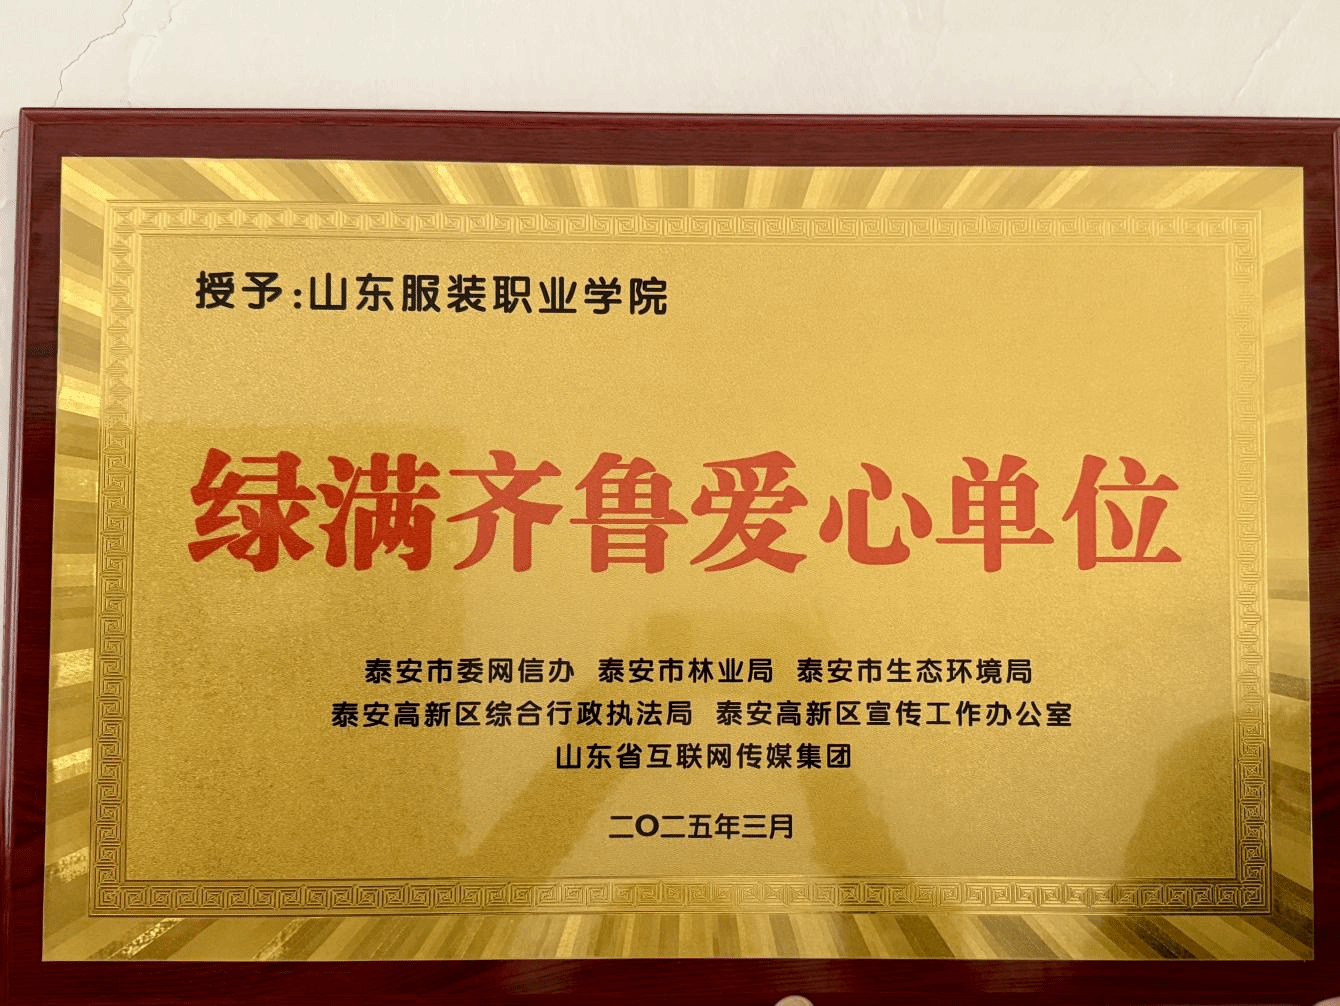 授予:山东服装职业学院
绿满齐鲁爱心单位
泰安市委网信办 泰安市林业局 泰安市生态环境局
泰安高新区综合行政执法局 泰安高新区宣传工作办公室
山东省互联网传媒集团
二〇二五年三月